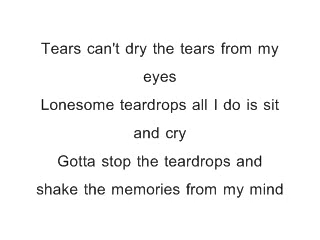 Tears can't dry the tears from my
eyes
Lonesome teardrops all I do is sit
and cry
Gotta stop the teardrops and
shake the memories from my mind